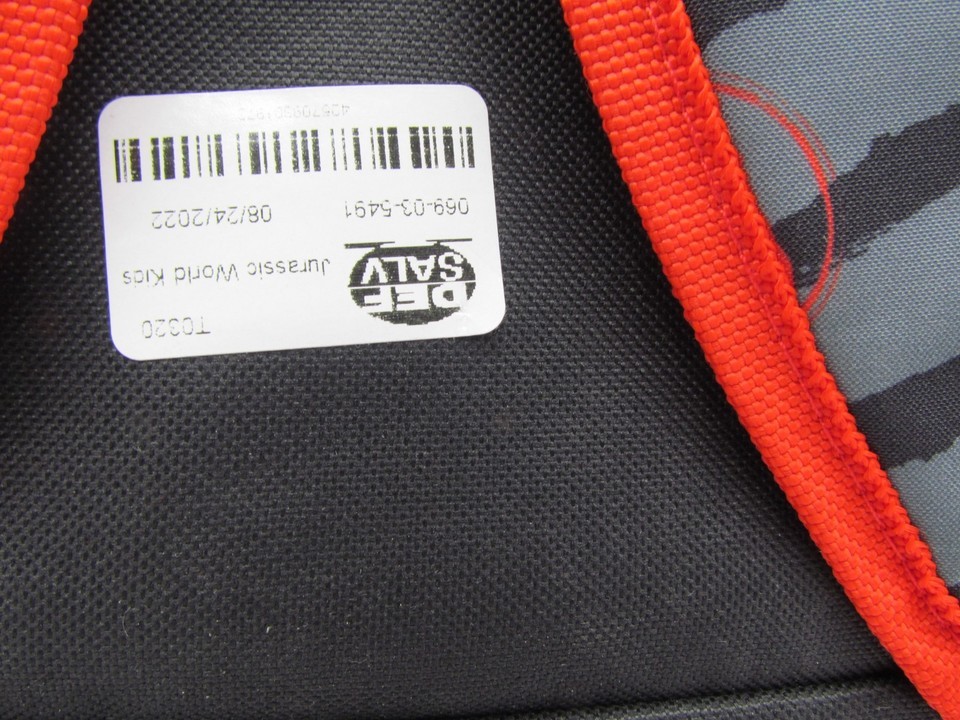 T0320
DEF
SALV
Jurassic World Kids
069-03-5491 08/24/2022